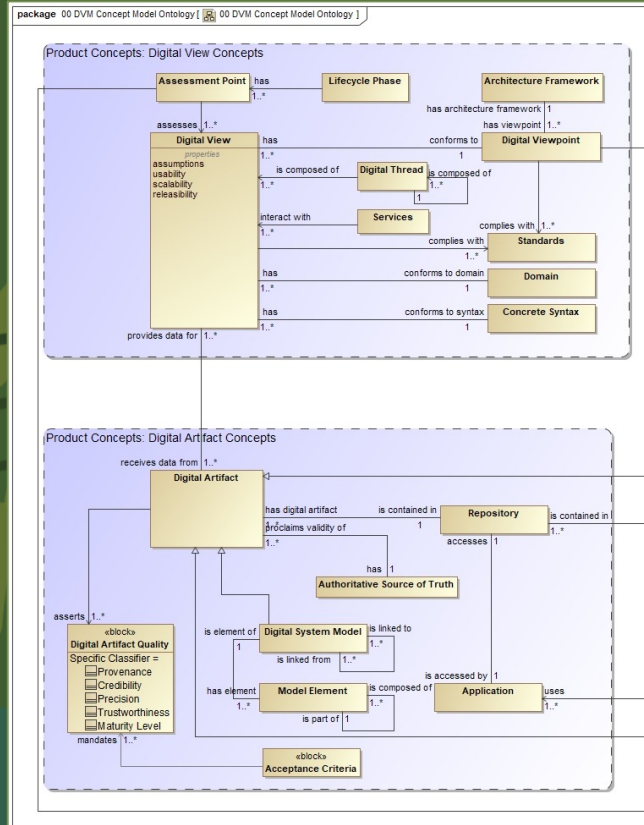 package 00 DVM Concept Model Ontology [ 00 DVM Concept Model Ontology ]
Product Concepts: Digital View Concepts
Assessment Point
has
1..*
Lifecycle Phase
Architecture Framework
has architecture framework 1
assesses 1..*
has viewpoint 1..*
Digital View
properties
assumptions
usability
scalability
releasibility
has
1..*
conforms to
1
Digital Viewpoint
is composed of
1..*
Digital Thread
is composed of
1..*
1
interact with
1..*
Services
complies with 1..*
complies with
1..*
Standards
has
1..*
conforms to domain
1
Domain
has
1..*
conforms to syntax
1
Concrete Syntax
provides data for 1..*
Product Concepts: Digital Artifact Concepts
receives data from 1..*
Digital Artifact
has digital artifact
1..*
is contained in
1
Repository
is contained in
1..*
proclaims validity of
1..*
accesses 1
has 1
Authoritative Source of Truth
asserts 1..*
«block»
Digital Artifact Quality
Specific Classifier =
Provenance
Credibility
Precision
Trustworthiness
Maturity Level
is element of
1
Digital System Model
is linked to
1..*
is linked from 1..*
has element
1..*
Model Element
is composed of
1..*
is part of 1
is accessed by 1
Application
uses
1..*
mandates 1..*
«block»
Acceptance Criteria